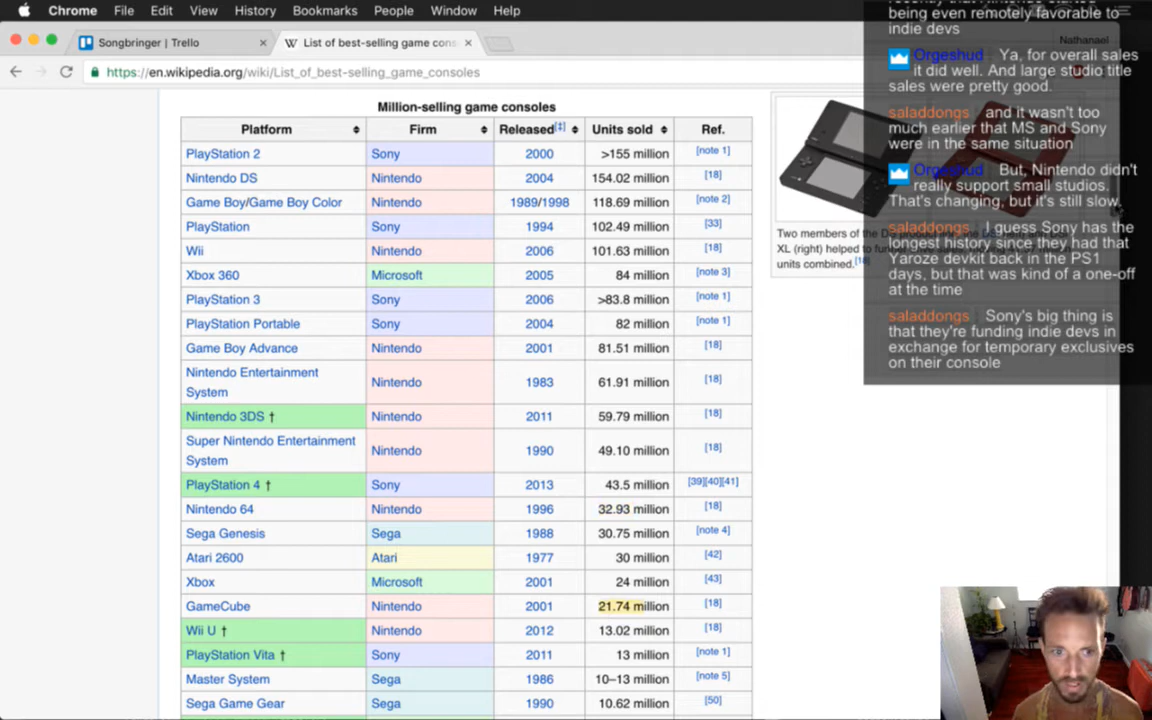 Chrome File Edit View History Bookmarks People Window Help
Songbringer | Trello × List of best-selling game cons ×
Nathanael
https://en.wikipedia.org/wiki/List_of_best-selling_game_consoles
Million-selling game consoles
Platform Firm Released[‡] Units sold Ref.
PlayStation 2 Sony 2000 >155 million [note 1]
Nintendo DS Nintendo 2004 154.02 million [18]
Game Boy/Game Boy Color Nintendo 1989/1998 118.69 million [note 2]
PlayStation Sony 1994 102.49 million [33]
Wii Nintendo 2006 101.63 million [18]
Xbox 360 Microsoft 2005 84 million [note 3]
PlayStation 3 Sony 2006 >83.8 million [note 1]
PlayStation Portable Sony 2004 82 million [note 1]
Game Boy Advance Nintendo 2001 81.51 million [18]
Nintendo Entertainment
System Nintendo 1983 61.91 million [18]
Nintendo 3DS † Nintendo 2011 59.79 million [18]
Super Nintendo Entertainment
System Nintendo 1990 49.10 million [18]
PlayStation 4 † Sony 2013 43.5 million [39][40][41]
Nintendo 64 Nintendo 1996 32.93 million [18]
Sega Genesis Sega 1988 30.75 million [note 4]
Atari 2600 Atari 1977 30 million [42]
Xbox Microsoft 2001 24 million [43]
GameCube Nintendo 2001 21.74 million [18]
Wii U † Nintendo 2012 13.02 million [18]
PlayStation Vita † Sony 2011 13 million [note 1]
Master System Sega 1986 10–13 million [note 5]
Sega Game Gear Sega 1990 10.62 million [50]
Two members of the
XL (right) helped to
units combined.
being even remotely favorable to
indie devs
Orgeshud Ya, for overall sales
it did well. And large studio title
sales were pretty good.
saladdongs and it wasn't too
much earlier that MS and Sony
were in the same situation
Orgeshud But, Nintendo didn't
really support small studios.
That's changing, but it's still slow.
saladdongs I guess Sony has the
longest history since they had that
Yaroze devkit back in the PS1
days, but that was kind of a one-off
at the time
saladdongs Sony's big thing is
that they're funding indie devs in
exchange for temporary exclusives
on their console